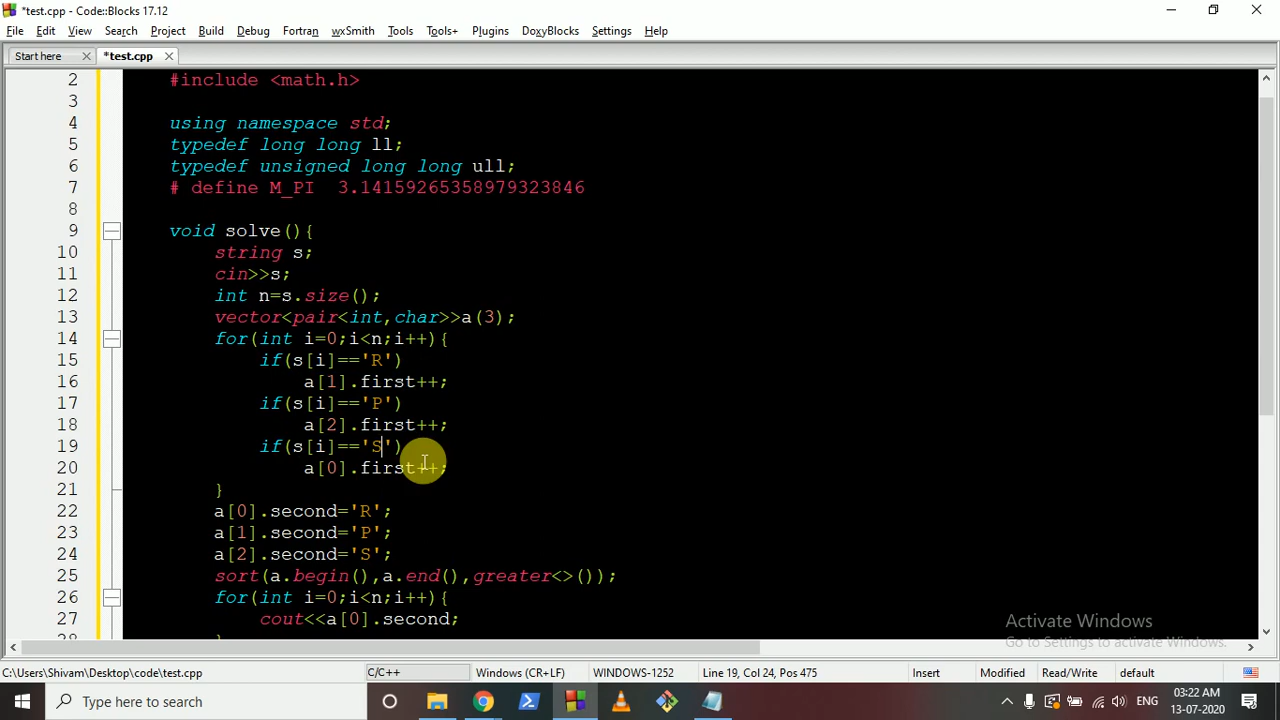 *test.cpp - Code::Blocks 17.12
File Edit View Search Project Build Debug Fortran wxSmith Tools Tools+ Plugins DoxyBlocks Settings Help
Start here *test.cpp
2 #include <math.h>
3
4 using namespace std;
5 typedef long long ll;
6 typedef unsigned long long ull;
7 # define M_PI 3.14159265358979323846
8
9 void solve(){
10 string s;
11 cin>>s;
12 int n=s.size();
13 vector<pair<int,char>>a(3);
14 for(int i=0;i<n;i++){
15 if(s[i]=='R')
16 a[1].first++;
17 if(s[i]=='P')
18 a[2].first++;
19 if(s[i]=='S')
20 a[0].first++;
21 }
22 a[0].second='R';
23 a[1].second='P';
24 a[2].second='S';
25 sort(a.begin(),a.end(),greater<>());
26 for(int i=0;i<n;i++){
27 cout<<a[0].second;
28 }
Activate Windows
Go to Settings to activate Windows.
C:\Users\Shivam\Desktop\code\test.cpp C/C++ Windows (CR+LF) WINDOWS-1252 Line 19, Col 24, Pos 475 Insert Modified Read/Write default
Type here to search
ENG
03:22 AM
13-07-2020